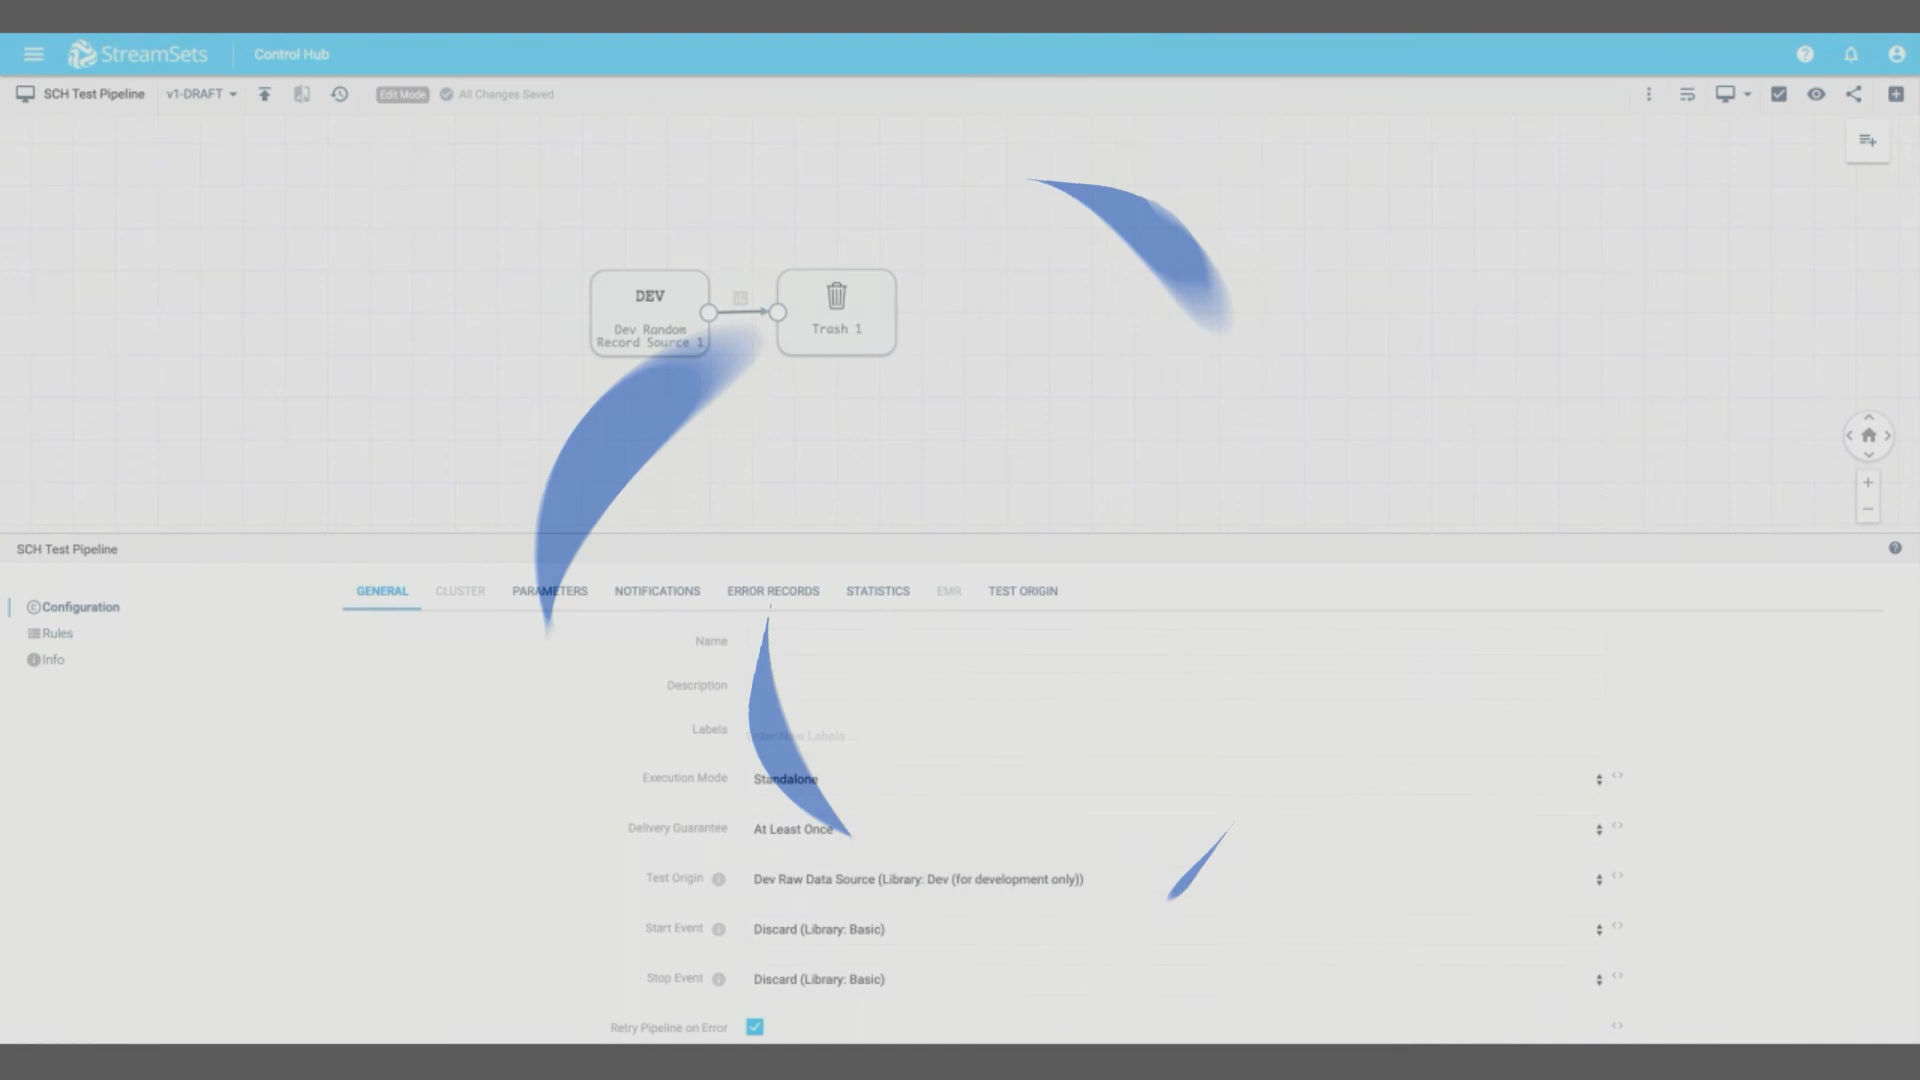 StreamSets Control Hub
SCH Test Pipeline v1-DRAFT Edit Mode All Changes Saved
DEV
Dev Random
Record Source 1
Trash 1
SCH Test Pipeline
Configuration
Rules
Info
GENERAL CLUSTER PARAMETERS NOTIFICATIONS ERROR RECORDS STATISTICS EMR TEST ORIGIN
Name
Description
Labels Enter New Labels ...
Execution Mode Standalone
Delivery Guarantee At Least Once
Test Origin Dev Raw Data Source (Library: Dev (for development only))
Start Event Discard (Library: Basic)
Stop Event Discard (Library: Basic)
Retry Pipeline on Error